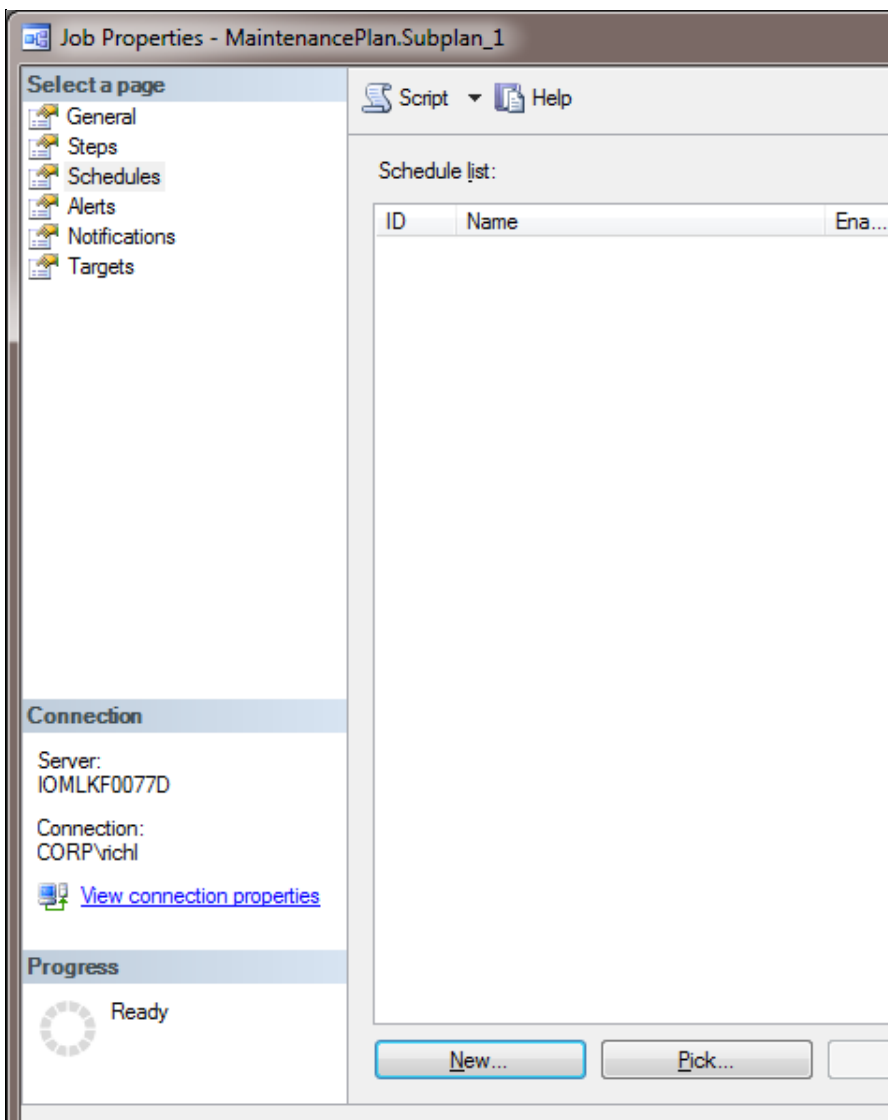 Job Properties - MaintenancePlan.Subplan_1
Select a page
General
Steps
Schedules
Alerts
Notifications
Targets
Script
Help
Schedule list:
ID Name Ena...
Connection
Server:
IOMLKF0077D
Connection:
CORP\richl
View connection properties
Progress
Ready
New...
Pick...